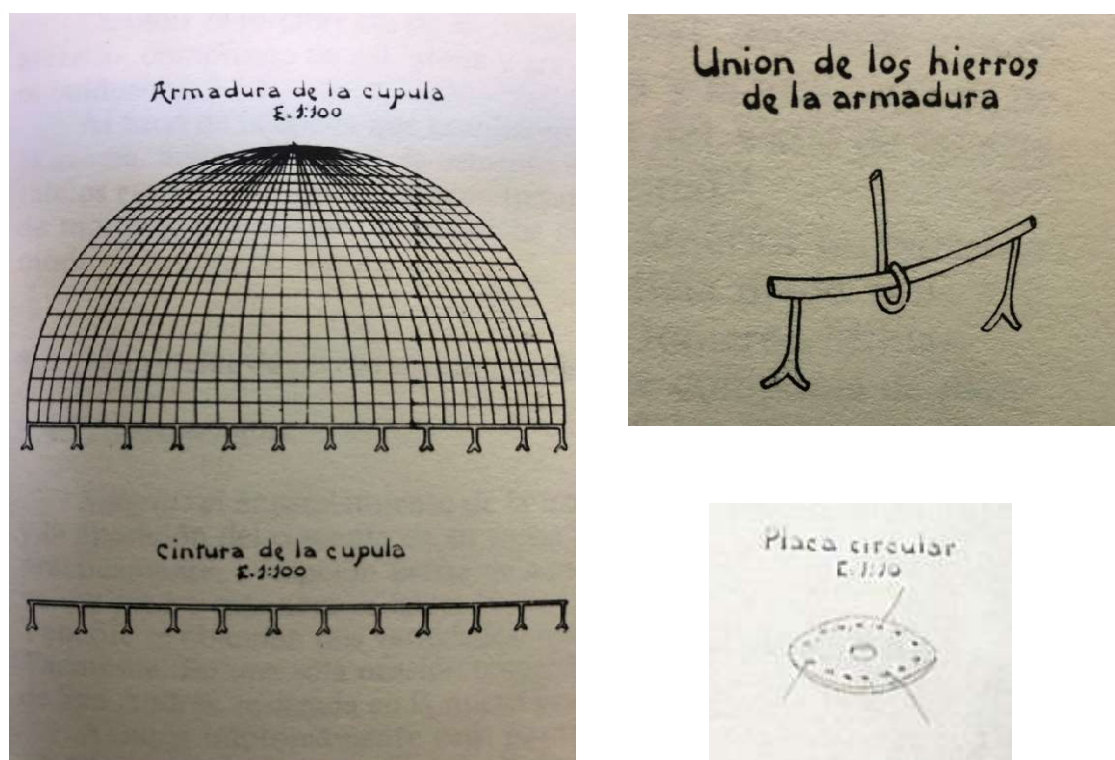 Armadura de la cupula
E. 1:100
Cintura de la cupula
E. 1:100
Union de los hierros
de la armadura
Placa circular
E. 1:10